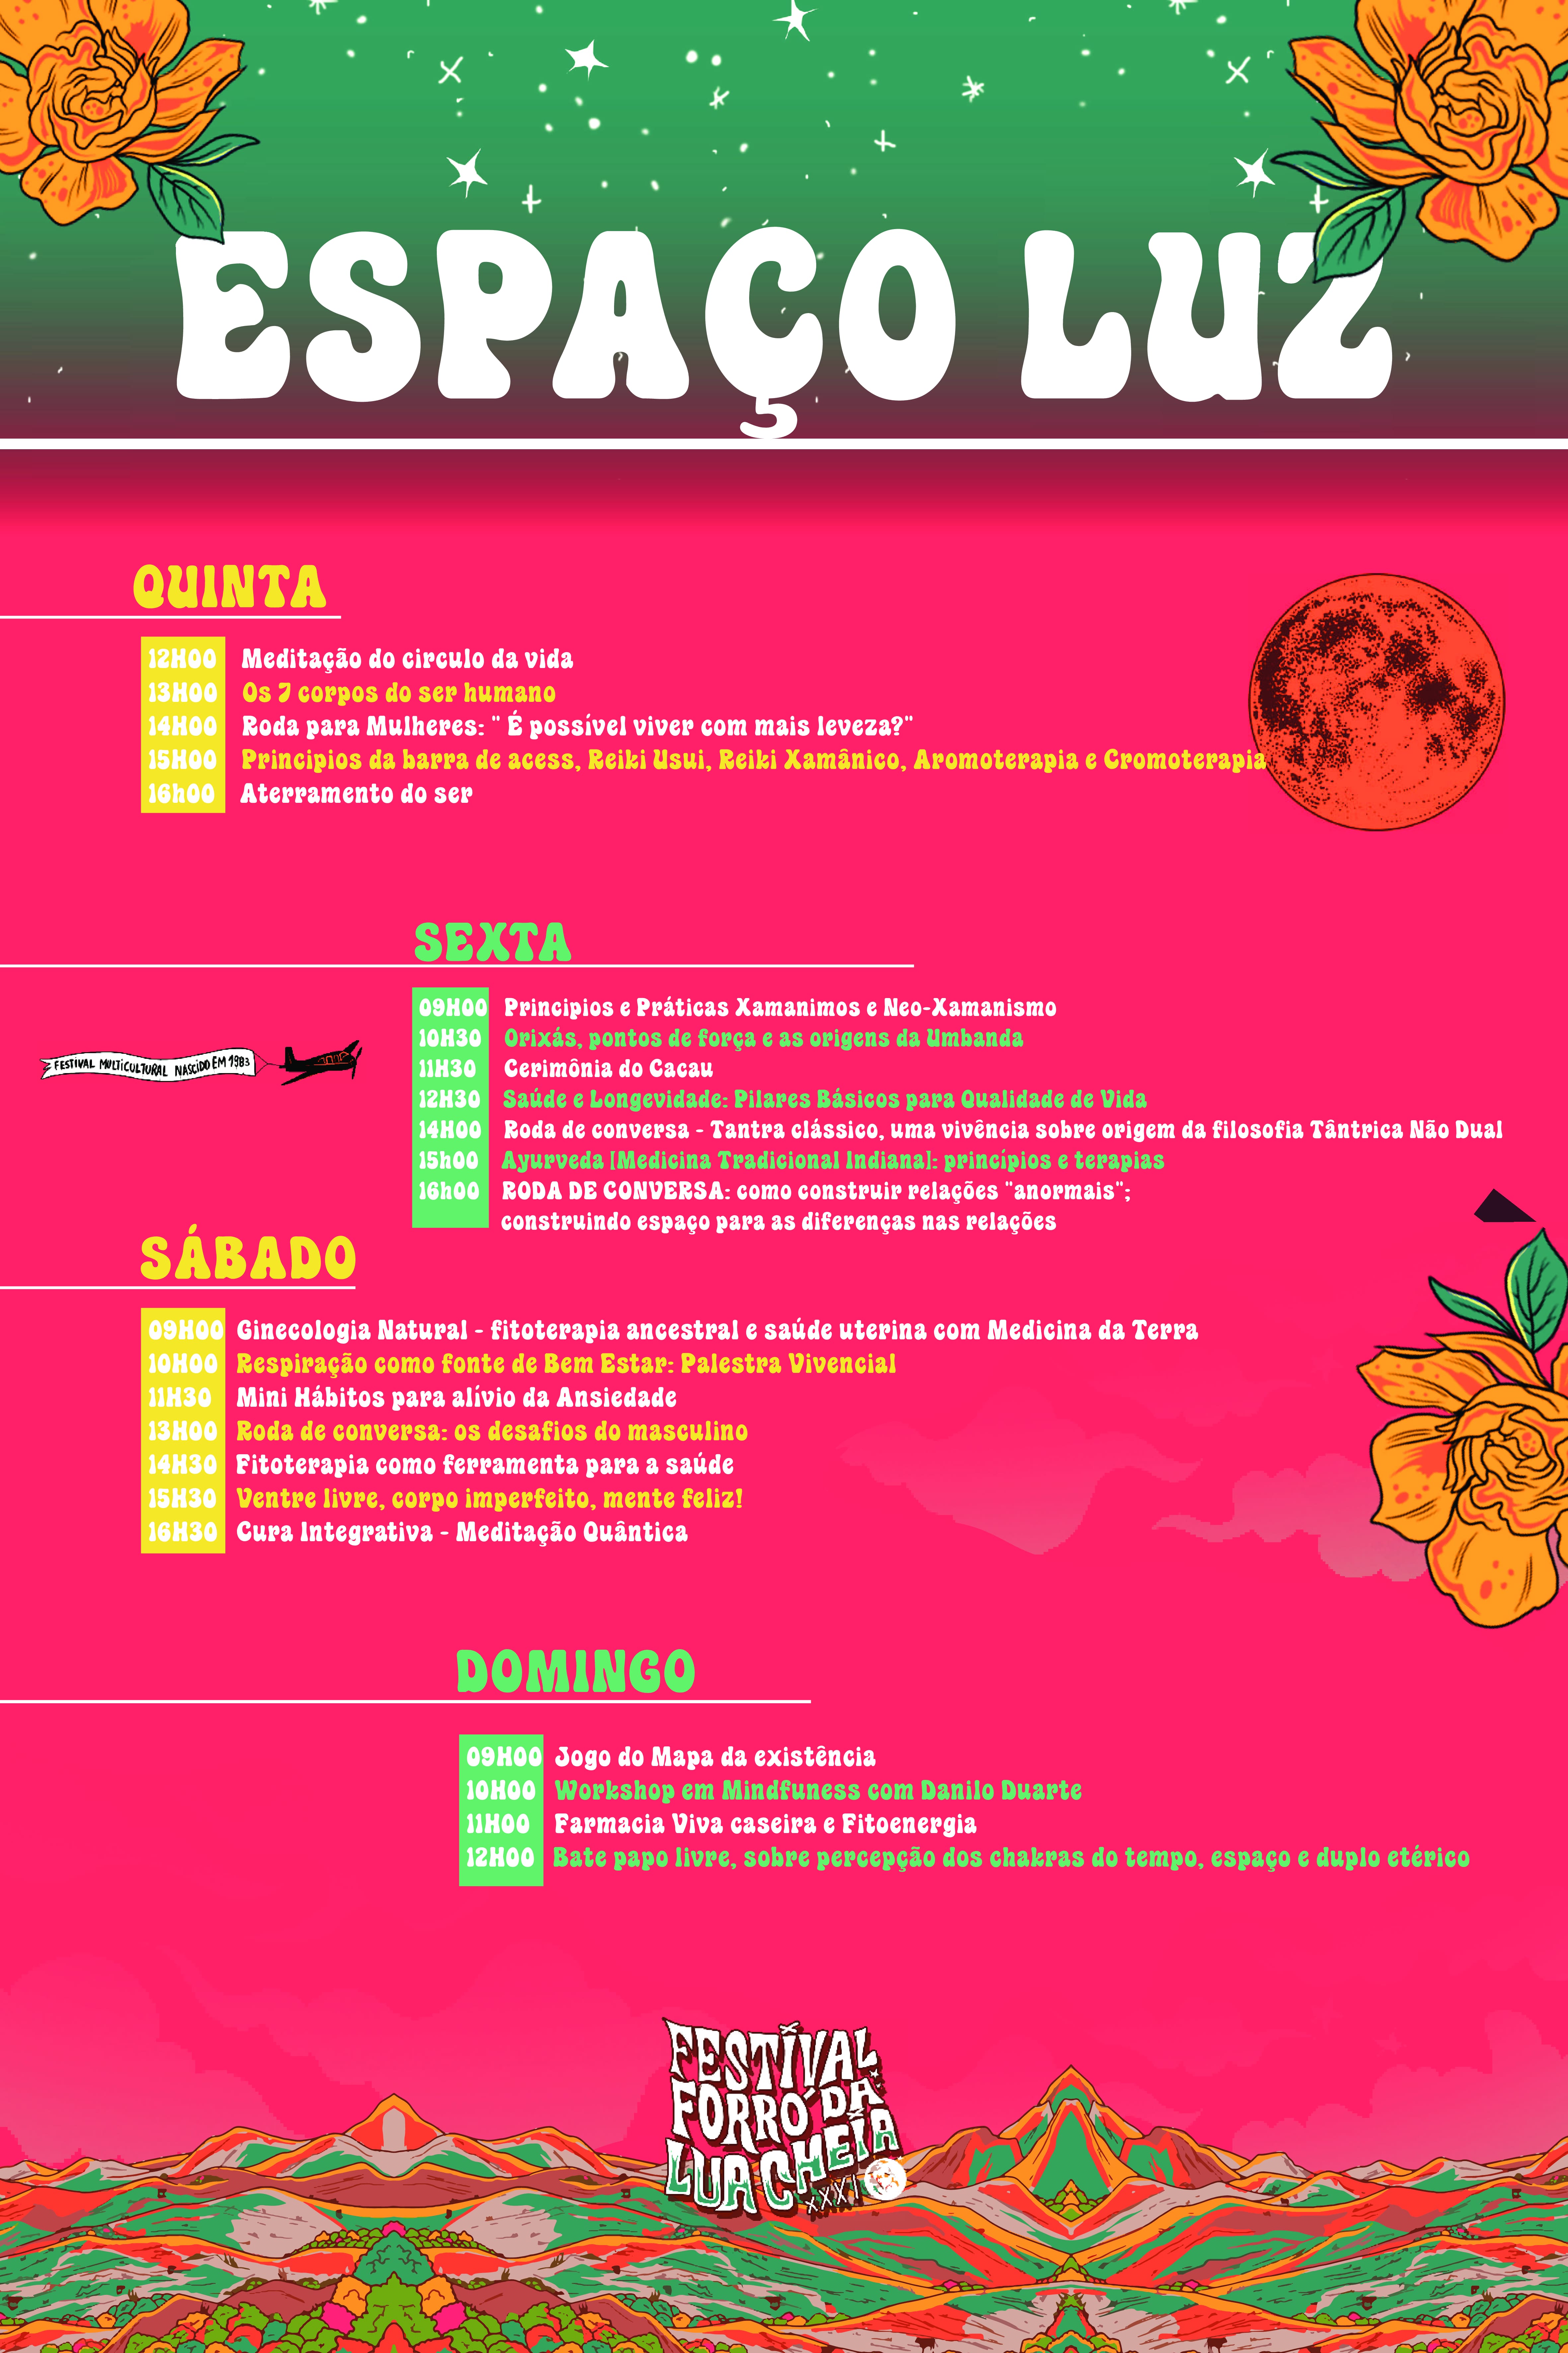 ESPAÇO LUZ
QUINTA
12H00 Meditação do circulo da vida
13H00 Os 7 corpos do ser humano
14H00 Roda para Mulheres: " É possível viver com mais leveza?"
15H00 Principios da barra de acess, Reiki Usui, Reiki Xamânico, Aromoterapia e Cromoterapia
16h00 Aterramento do ser
SEXTA
09H00 Principios e Práticas Xamanimos e Neo-Xamanismo
10H30 Orixás, pontos de força e as origens da Umbanda
11H30 Cerimônia do Cacau
12H30 Saúde e Longevidade: Pilares Básicos para Qualidade de Vida
14H00 Roda de conversa - Tantra clássico, uma vivência sobre origem da filosofia Tântrica Não Dual
15h00 Ayurveda [Medicina Tradicional Indiana]: princípios e terapias
16h00 RODA DE CONVERSA: como construir relações "anormais";
construindo espaço para as diferenças nas relações
FESTIVAL MULTICULTURAL NASCIDO EM 1983
SÁBADO
09H00 Ginecologia Natural - fitoterapia ancestral e saúde uterina com Medicina da Terra
10H00 Respiração como fonte de Bem Estar: Palestra Vivencial
11H30 Mini Hábitos para alívio da Ansiedade
13H00 Roda de conversa: os desafios do masculino
14H30 Fitoterapia como ferramenta para a saúde
15H30 Ventre livre, corpo imperfeito, mente feliz!
16H30 Cura Integrativa - Meditação Quântica
DOMINGO
09H00 Jogo do Mapa da existência
10H00 Workshop em Mindfuness com Danilo Duarte
11H00 Farmacia Viva caseira e Fitoenergia
12H00 Bate papo livre, sobre percepção dos chakras do tempo, espaço e duplo etérico
FESTIVAL
FORRÓ DA
LUA CHEIA
XXXI